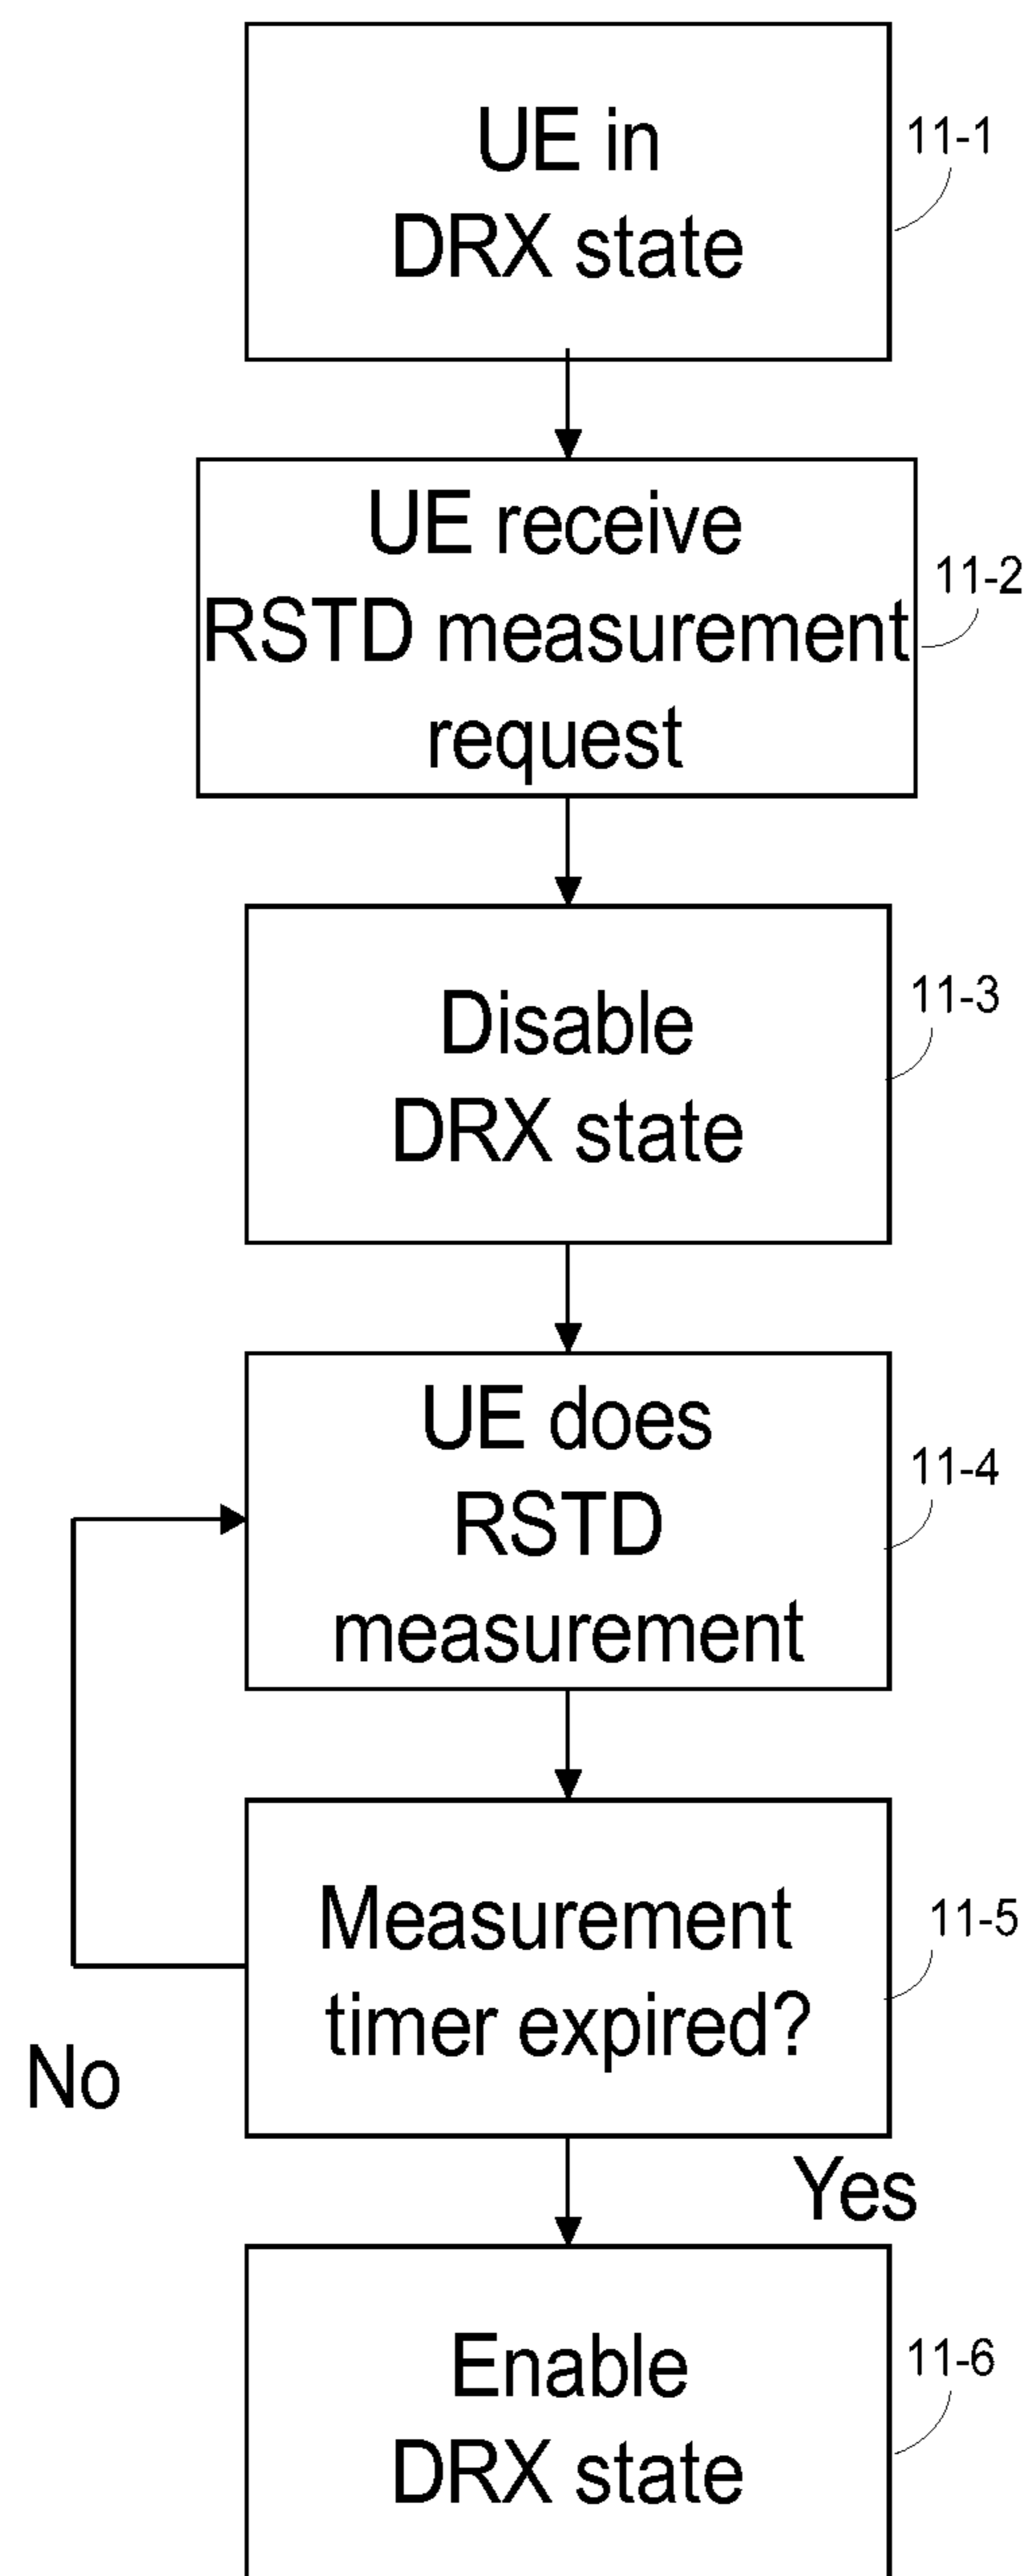 UE in
DRX state
11-1
UE receive
RSTD measurement
request
11-2
Disable
DRX state
11-3
UE does
RSTD
measurement
11-4
Measurement
timer expired?
11-5
No
Yes
Enable
DRX state
11-6